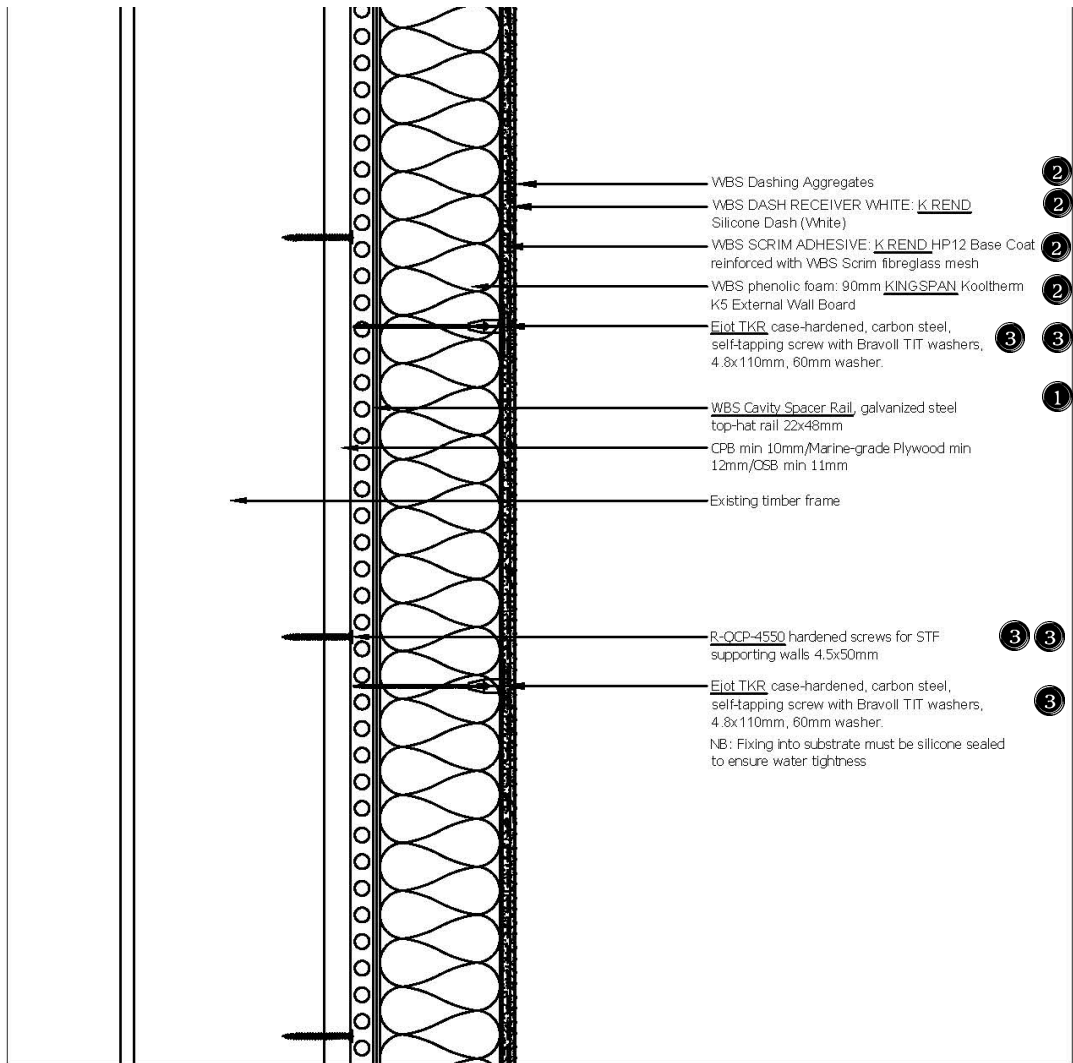 WBS Dashing Aggregates 2
WBS DASH RECEIVER WHITE: K REND 2
Silicone Dash (White)
WBS SCRIM ADHESIVE: K REND HP12 Base Coat 2
reinforced with WBS Scrim fibreglass mesh
WBS phenolic foam: 90mm KINGSPAN Kooltherm 2
K5 External Wall Board
Ejot TKR case-hardened, carbon steel,
self-tapping screw with Bravoll TIT washers, 3 3
4.8x110mm, 60mm washer.
WBS Cavity Spacer Rail, galvanized steel 1
top-hat rail 22x48mm
CPB min 10mm/Marine-grade Plywood min
12mm/OSB min 11mm
Existing timber frame
R-QCP-4550 hardened screws for STF 3 3
supporting walls 4.5x50mm
Ejot TKR case-hardened, carbon steel,
self-tapping screw with Bravoll TIT washers, 3
4.8x110mm, 60mm washer.
NB: Fixing into substrate must be silicone sealed
to ensure water tightness